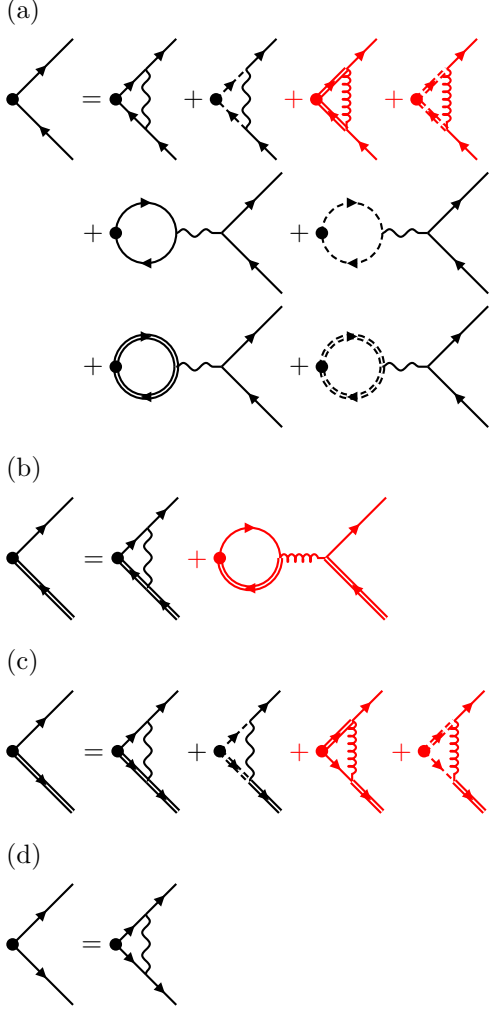 (a)
= + + +
+ +
+ +
(b)
= +
(c)
= + + +
(d)
=